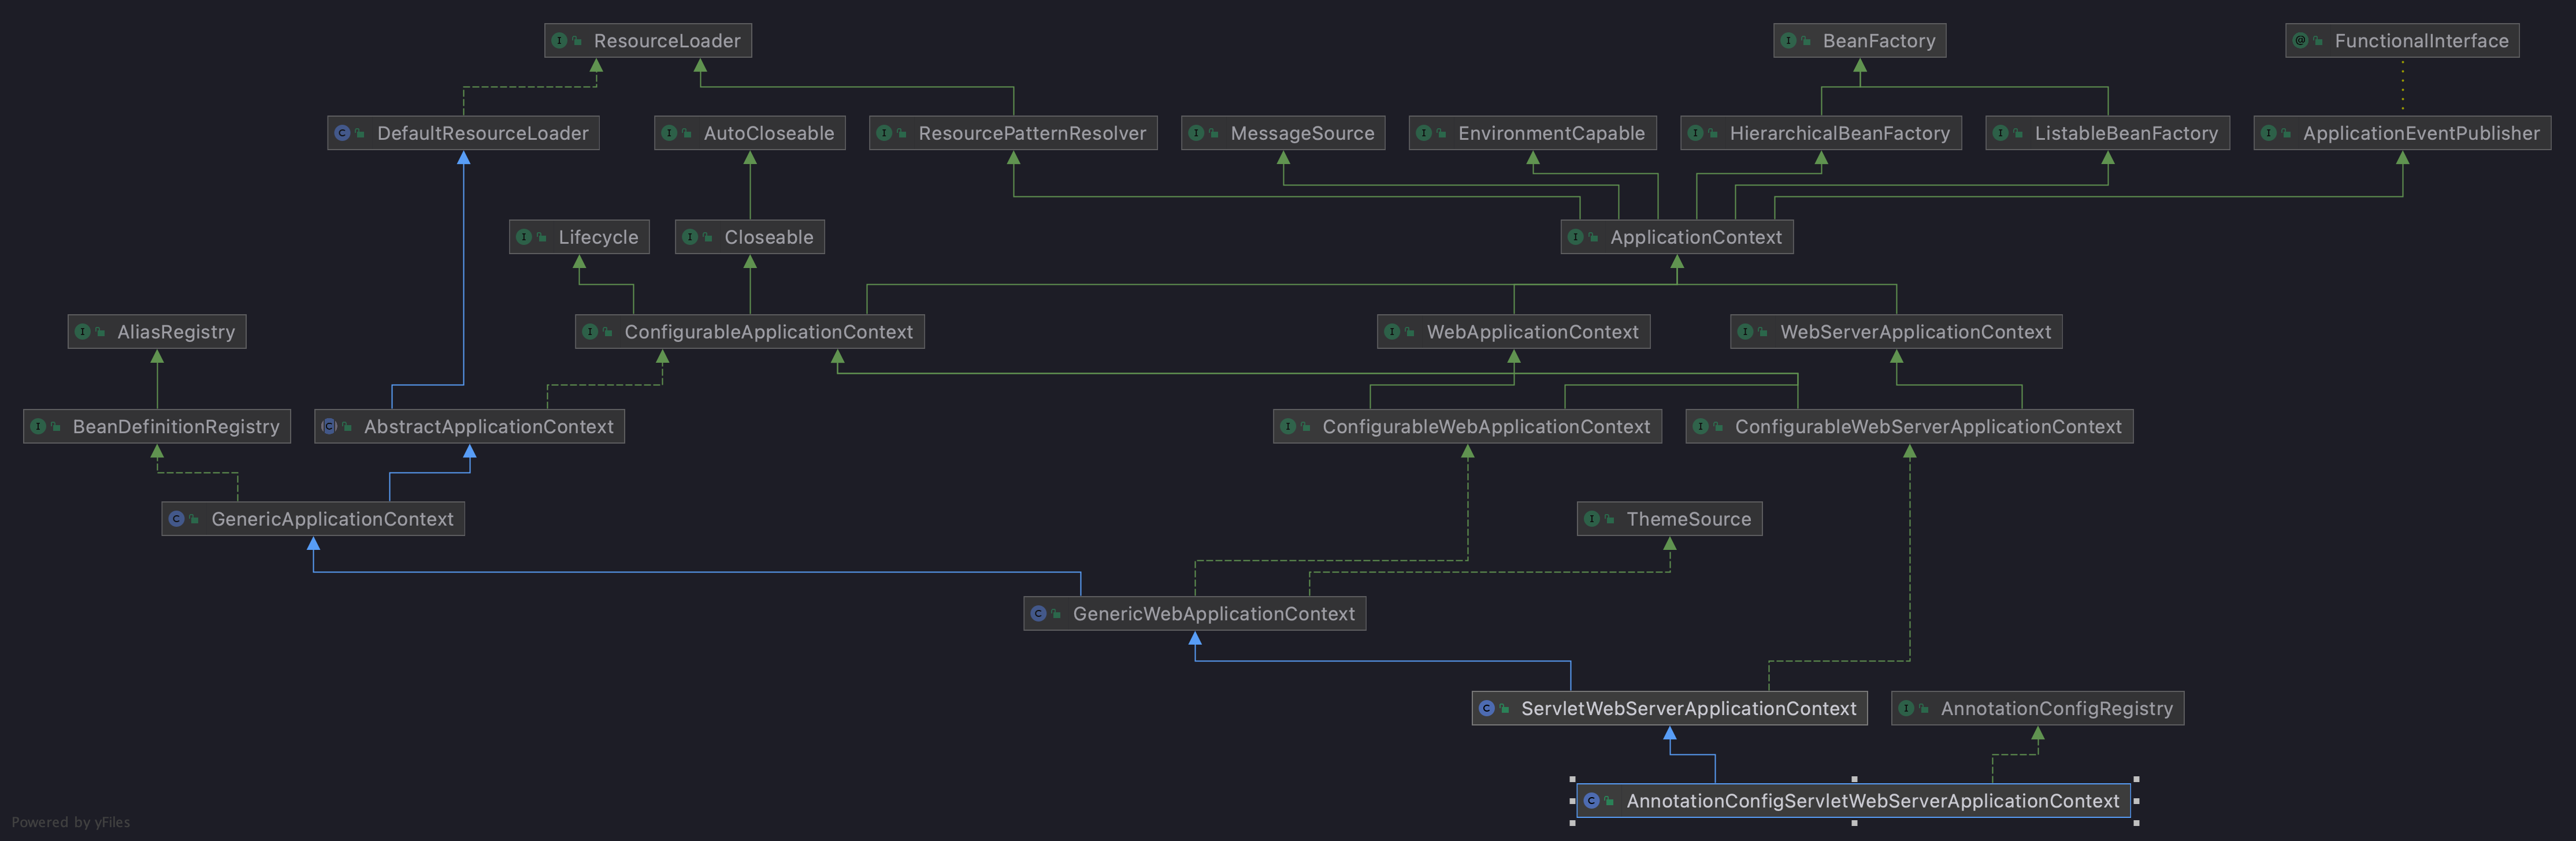 ResourceLoader
BeanFactory
FunctionalInterface
DefaultResourceLoader
AutoCloseable
ResourcePatternResolver
MessageSource
EnvironmentCapable
HierarchicalBeanFactory
ListableBeanFactory
ApplicationEventPublisher
Lifecycle
Closeable
ApplicationContext
AliasRegistry
ConfigurableApplicationContext
WebApplicationContext
WebServerApplicationContext
BeanDefinitionRegistry
AbstractApplicationContext
ConfigurableWebApplicationContext
ConfigurableWebServerApplicationContext
GenericApplicationContext
ThemeSource
GenericWebApplicationContext
ServletWebServerApplicationContext
AnnotationConfigRegistry
AnnotationConfigServletWebServerApplicationContext
Powered by yFiles